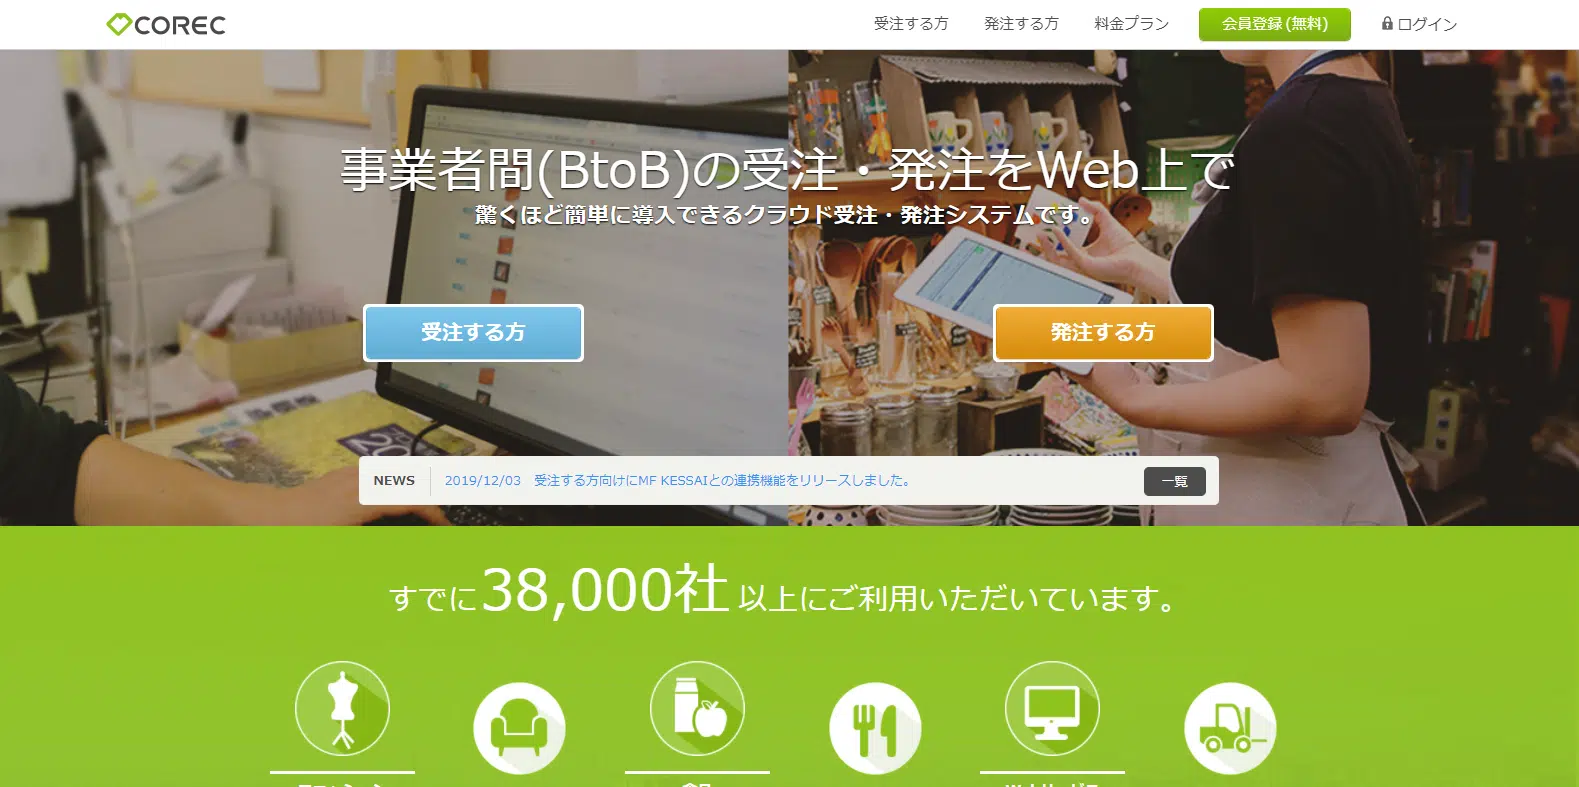 COREC
受注する方
発注する方
料金プラン
会員登録(無料)
ログイン
事業者間(BtoB)の受注・発注をWeb上で
驚くほど簡単に導入できるクラウド受注・発注システムです。
受注する方
発注する方
NEWS
2019/12/03 受注する方向けにMF KESSAIとの連携機能をリリースしました。
一覧
すでに38,000社以上にご利用いただいています。